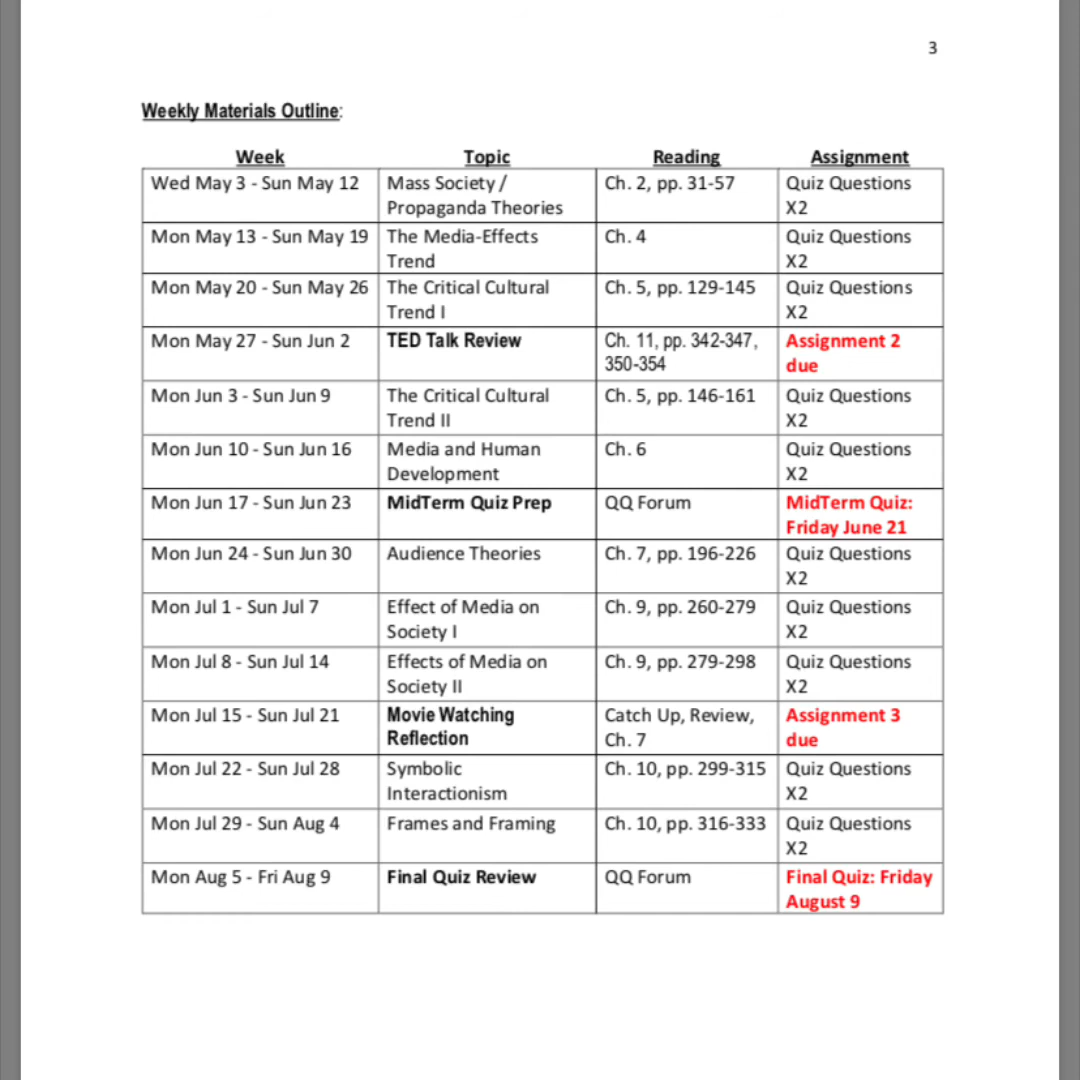 3
Weekly Materials Outline:
Week Topic Reading Assignment
Wed May 3 - Sun May 12 Mass Society / Ch. 2, pp. 31-57 Quiz Questions
Propaganda Theories X2
Mon May 13 - Sun May 19 The Media-Effects Ch. 4 Quiz Questions
Trend X2
Mon May 20 - Sun May 26 The Critical Cultural Ch. 5, pp. 129-145 Quiz Questions
Trend I X2
Mon May 27 - Sun Jun 2 TED Talk Review Ch. 11, pp. 342-347, Assignment 2
350-354 due
Mon Jun 3 - Sun Jun 9 The Critical Cultural Ch. 5, pp. 146-161 Quiz Questions
Trend II X2
Mon Jun 10 - Sun Jun 16 Media and Human Ch. 6 Quiz Questions
Development X2
Mon Jun 17 - Sun Jun 23 MidTerm Quiz Prep QQ Forum MidTerm Quiz:
Friday June 21
Mon Jun 24 - Sun Jun 30 Audience Theories Ch. 7, pp. 196-226 Quiz Questions
X2
Mon Jul 1 - Sun Jul 7 Effect of Media on Ch. 9, pp. 260-279 Quiz Questions
Society I X2
Mon Jul 8 - Sun Jul 14 Effects of Media on Ch. 9, pp. 279-298 Quiz Questions
Society II X2
Mon Jul 15 - Sun Jul 21 Movie Watching Catch Up, Review, Assignment 3
Reflection Ch. 7 due
Mon Jul 22 - Sun Jul 28 Symbolic Ch. 10, pp. 299-315 Quiz Questions
Interactionism X2
Mon Jul 29 - Sun Aug 4 Frames and Framing Ch. 10, pp. 316-333 Quiz Questions
X2
Mon Aug 5 - Fri Aug 9 Final Quiz Review QQ Forum Final Quiz: Friday
August 9